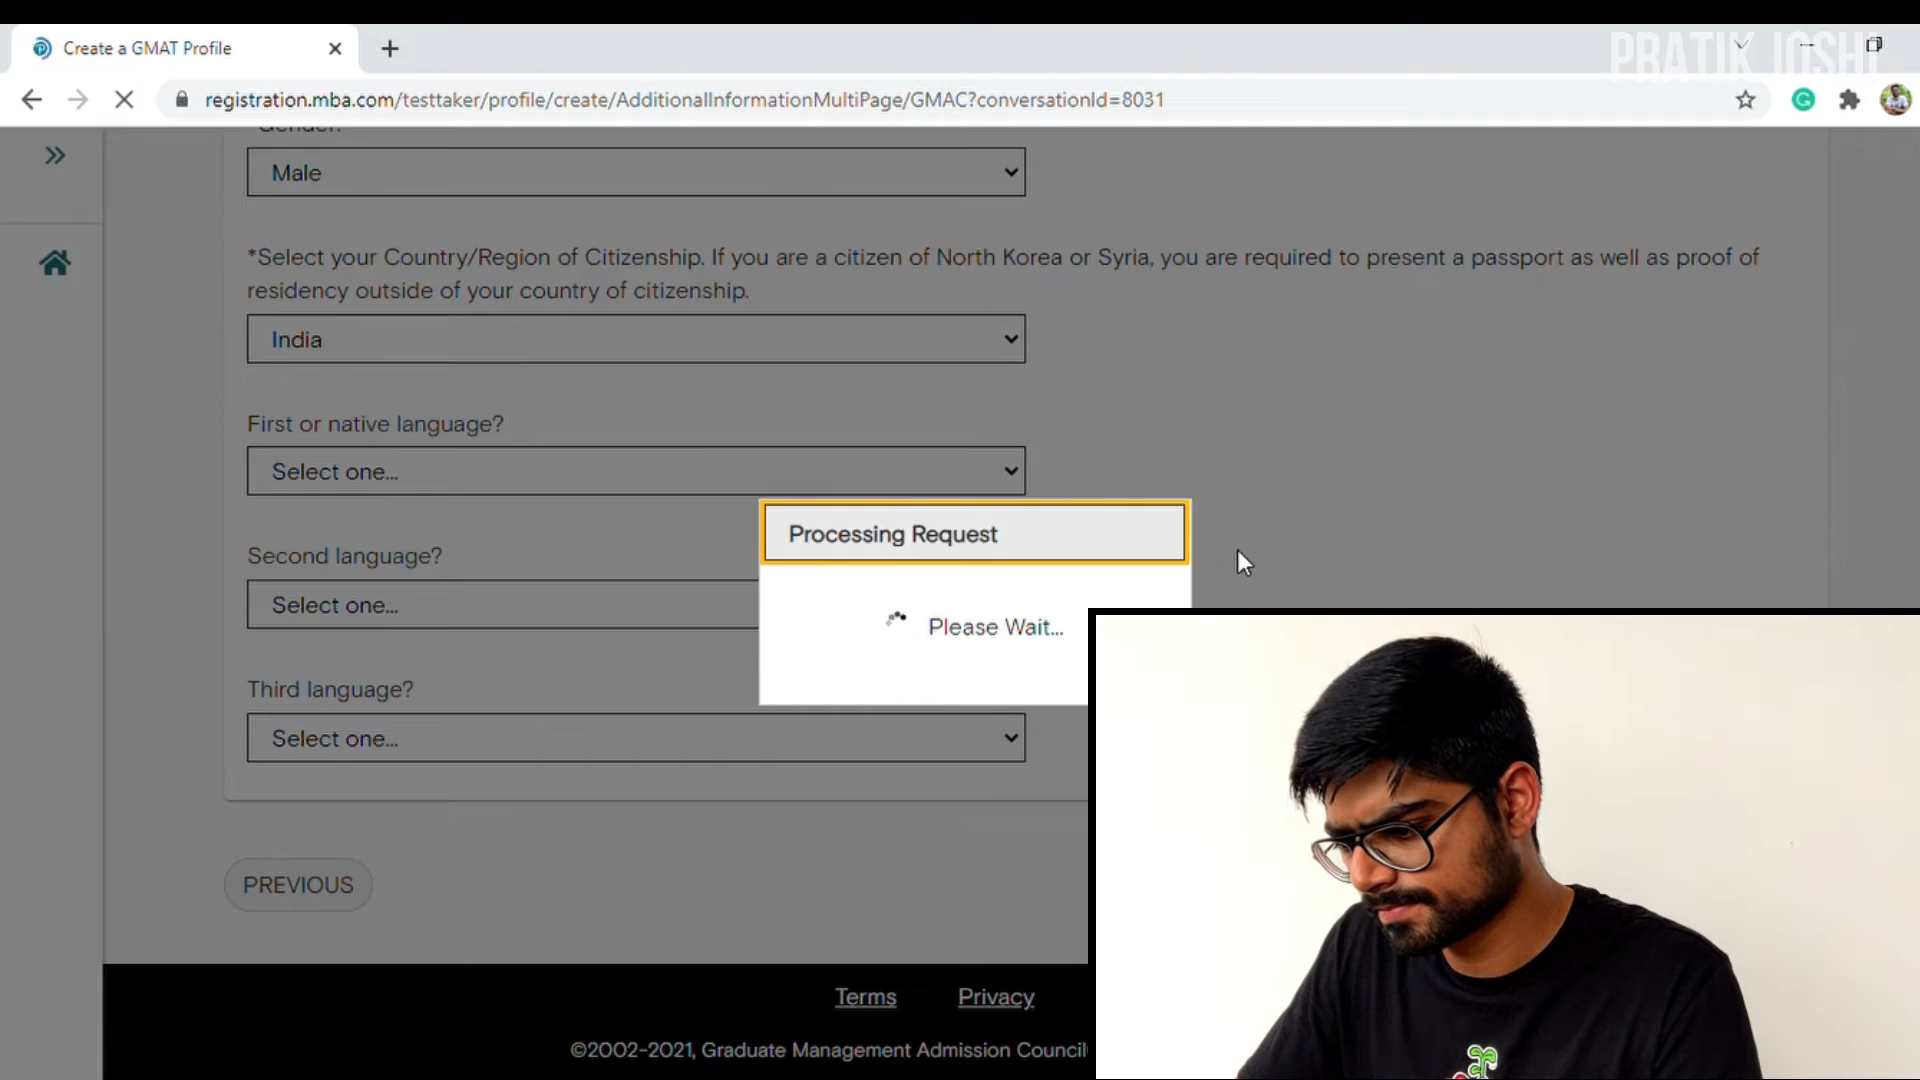 PRATIK JOSHI
Create a GMAT Profile
registration.mba.com/testtaker/profile/create/AdditionalInformationMultiPage/GMAC?conversationId=8031
Gender?
Male
*Select your Country/Region of Citizenship. If you are a citizen of North Korea or Syria, you are required to present a passport as well as proof of
residency outside of your country of citizenship.
India
First or native language?
Select one...
Processing Request
Second language?
Select one...
Please Wait...
Third language?
Select one...
PREVIOUS
Terms
Privacy
©2002-2021, Graduate Management Admission Council